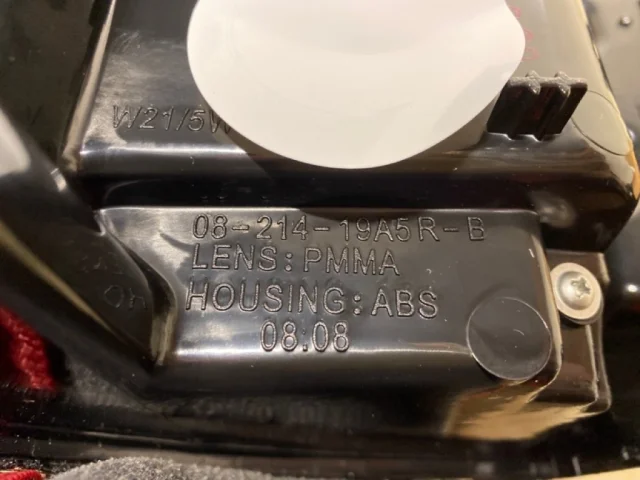 W21/5W
08-214-19A5R-B
LENS: PMMA
HOUSING: ABS
08.08